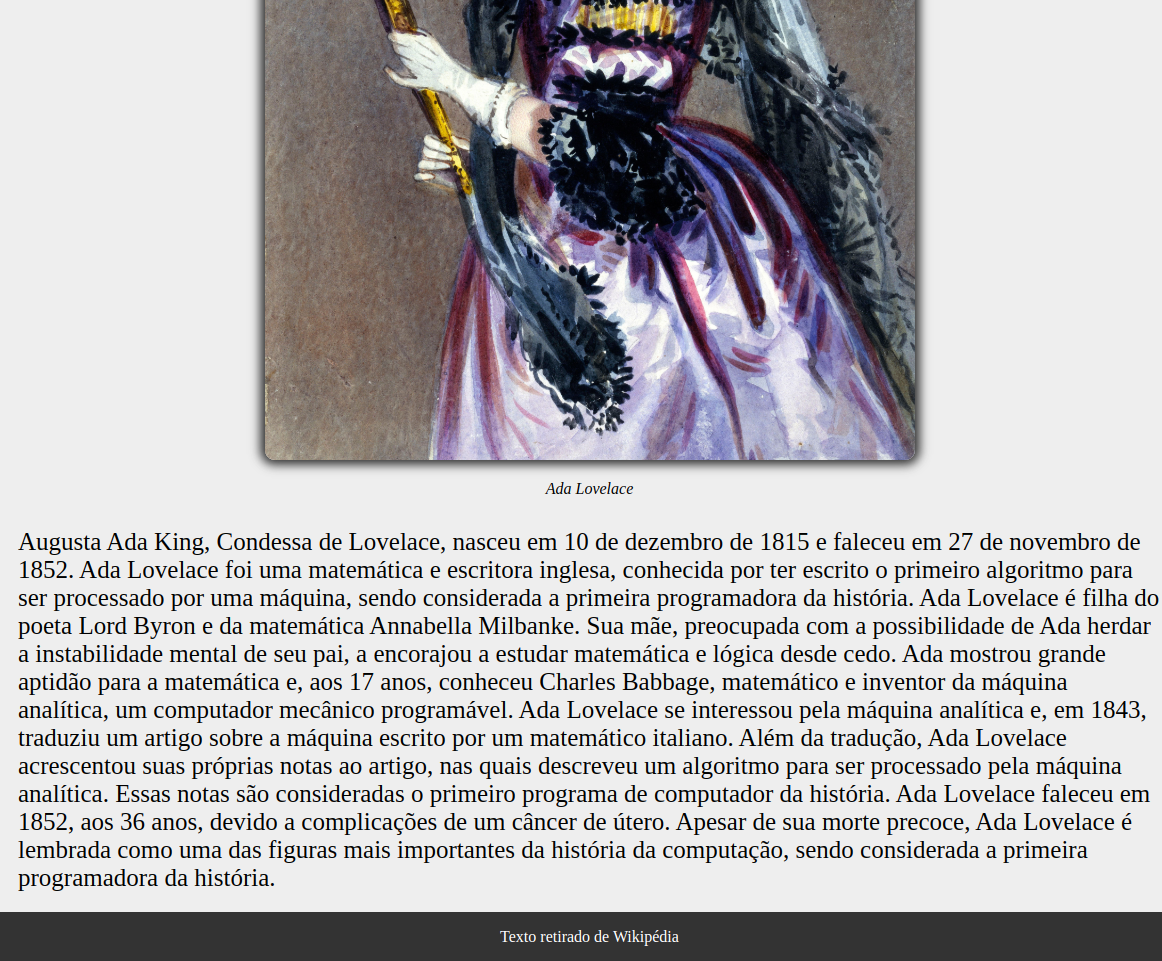 Ada Lovelace
Augusta Ada King, Condessa de Lovelace, nasceu em 10 de dezembro de 1815 e faleceu em 27 de novembro de
1852. Ada Lovelace foi uma matemática e escritora inglesa, conhecida por ter escrito o primeiro algoritmo para
ser processado por uma máquina, sendo considerada a primeira programadora da história. Ada Lovelace é filha do
poeta Lord Byron e da matemática Annabella Milbanke. Sua mãe, preocupada com a possibilidade de Ada herdar
a instabilidade mental de seu pai, a encorajou a estudar matemática e lógica desde cedo. Ada mostrou grande
aptidão para a matemática e, aos 17 anos, conheceu Charles Babbage, matemático e inventor da máquina
analítica, um computador mecânico programável. Ada Lovelace se interessou pela máquina analítica e, em 1843,
traduziu um artigo sobre a máquina escrito por um matemático italiano. Além da tradução, Ada Lovelace
acrescentou suas próprias notas ao artigo, nas quais descreveu um algoritmo para ser processado pela máquina
analítica. Essas notas são consideradas o primeiro programa de computador da história. Ada Lovelace faleceu em
1852, aos 36 anos, devido a complicações de um câncer de útero. Apesar de sua morte precoce, Ada Lovelace é
lembrada como uma das figuras mais importantes da história da computação, sendo considerada a primeira
programadora da história.
Texto retirado de Wikipédia